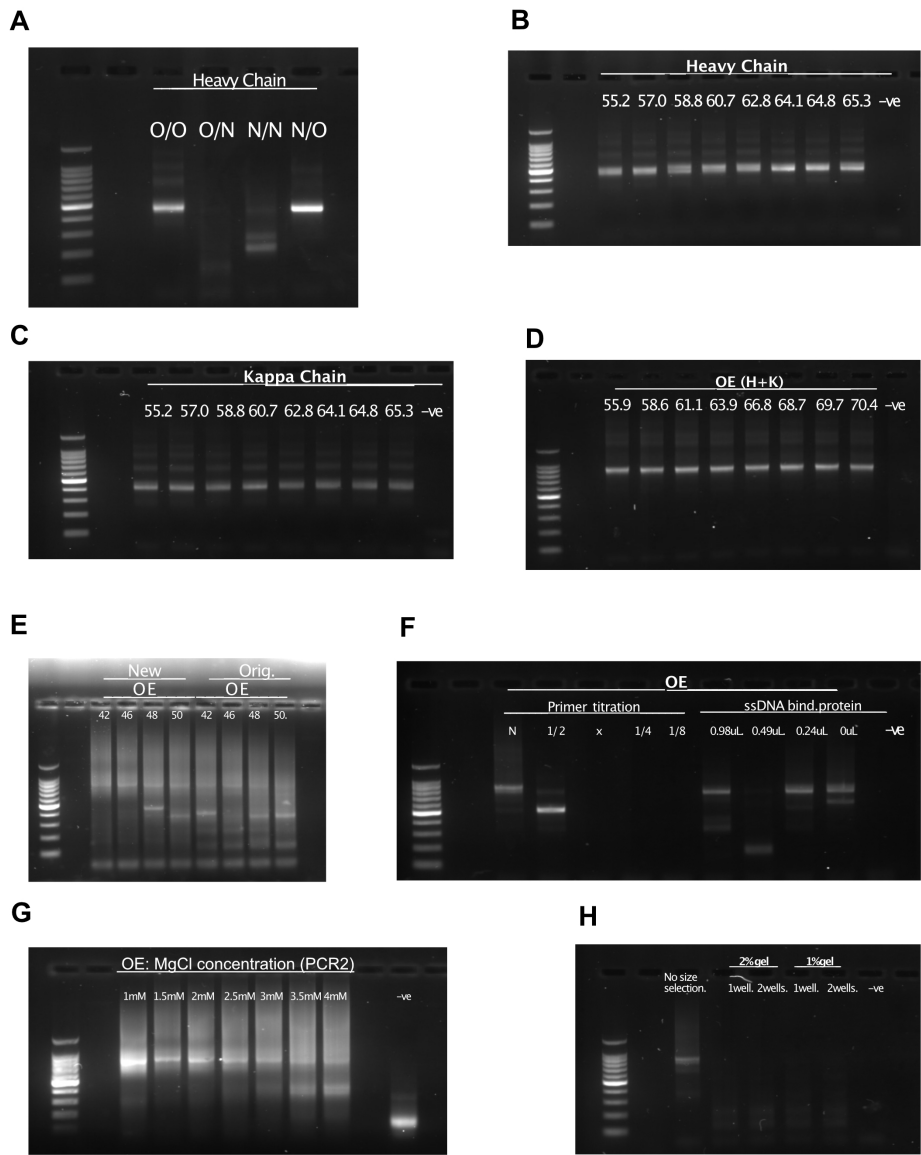 A
Heavy Chain
O/O O/N N/N N/O
B
Heavy Chain
55.2 57.0 58.8 60.7 62.8 64.1 64.8 65.3 –ve
C
Kappa Chain
55.2 57.0 58.8 60.7 62.8 64.1 64.8 65.3 –ve
D
OE (H+K)
55.9 58.6 61.1 63.9 66.8 68.7 69.7 70.4 –ve
E
New Orig.
OE OE
42 46 48 50 42 46 48 50.
F
OE
Primer titration ssDNA bind.protein
N 1/2 x 1/4 1/8 0.98uL 0.49uL 0.24uL 0uL –ve
G
OE: MgCl concentration (PCR2)
1mM 1.5mM 2mM 2.5mM 3mM 3.5mM 4mM –ve
H
2%gel 1%gel
No size
selection. 1well. 2wells. 1well. 2wells. –ve